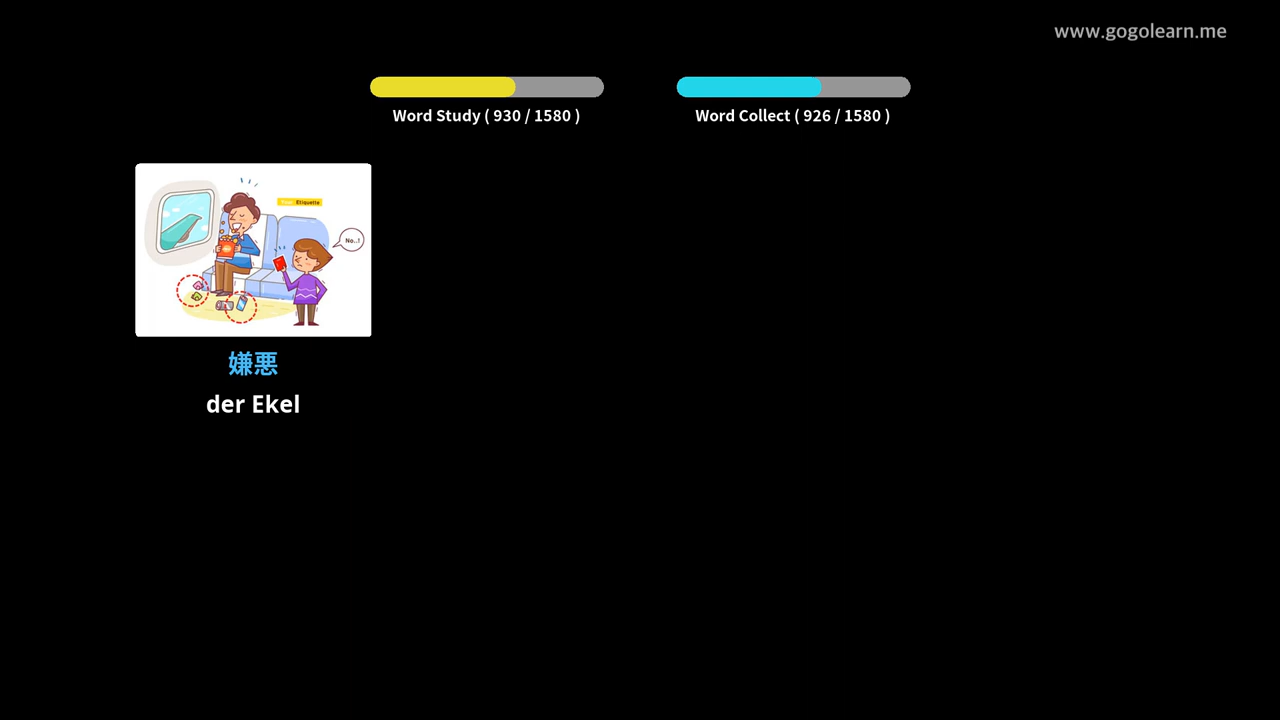 www.gogolearn.me
Word Study ( 930 / 1580 )
Word Collect ( 926 / 1580 )
Etiquette
No..!
嫌悪
der Ekel